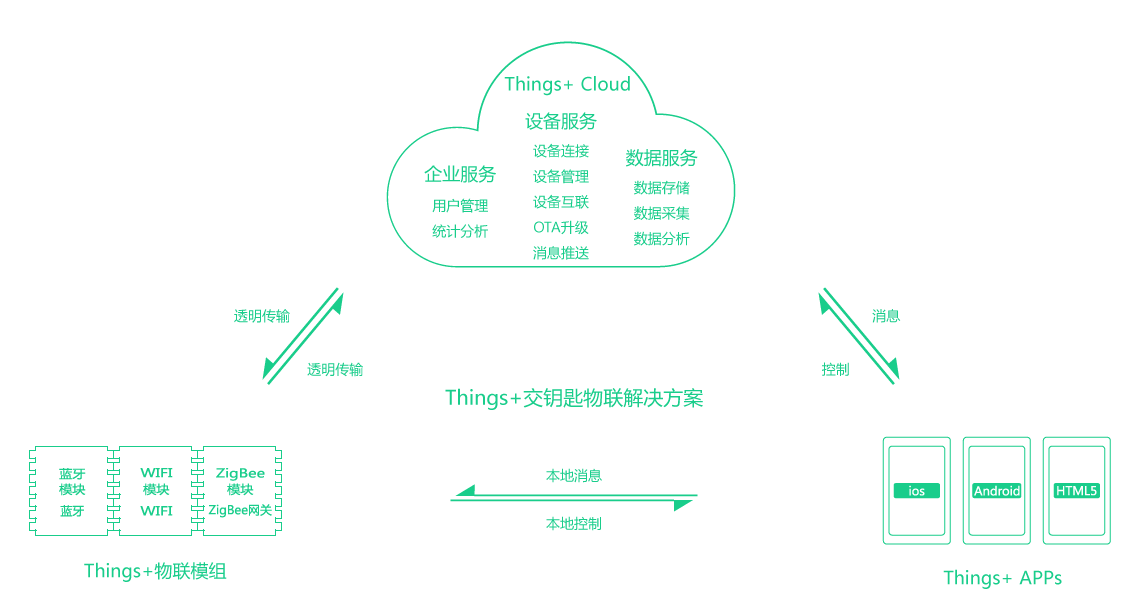 Things+ Cloud
设备服务
设备连接
设备管理
设备互联
OTA升级
消息推送
企业服务
用户管理
统计分析
数据服务
数据存储
数据采集
数据分析
透明传输
透明传输
消息
控制
Things+交钥匙物联解决方案
蓝牙
模块
蓝牙
WIFI
模块
WIFI
ZigBee
模块
ZigBee网关
Things+物联模组
本地消息
本地控制
ios
Android
HTML5
Things+ APPs